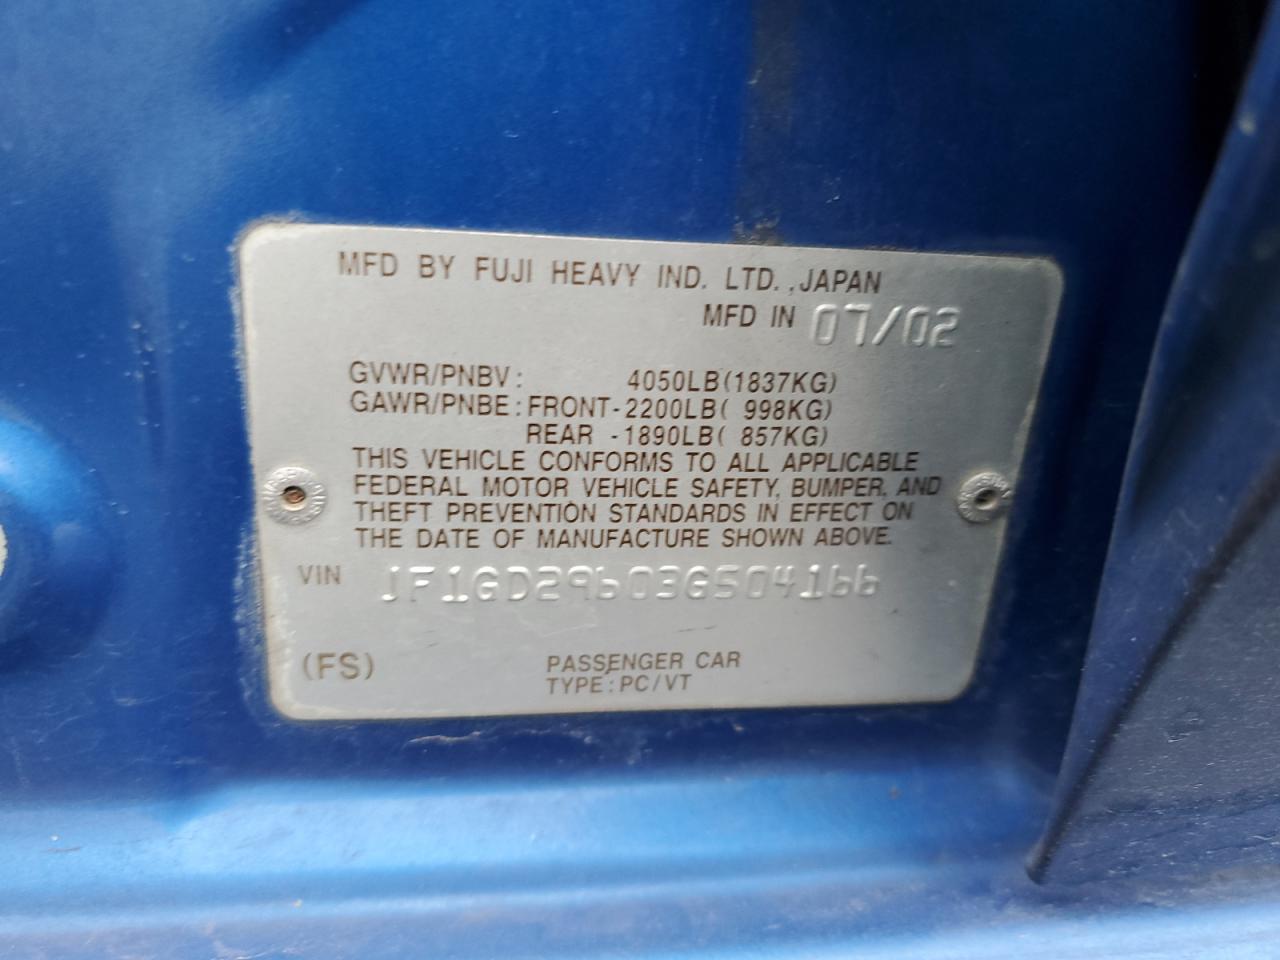 MFD BY FUJI HEAVY IND. LTD., JAPAN
MFD IN 07/02
GVWR/PNBV: 4050LB(1837KG)
GAWR/PNBE: FRONT-2200LB( 998KG)
REAR -1890LB( 857KG)
THIS VEHICLE CONFORMS TO ALL APPLICABLE
FEDERAL MOTOR VEHICLE SAFETY, BUMPER, AND
THEFT PREVENTION STANDARDS IN EFFECT ON
THE DATE OF MANUFACTURE SHOWN ABOVE.
VIN JF1GD29603G504166
(FS) PASSENGER CAR
TYPE: PC/VT